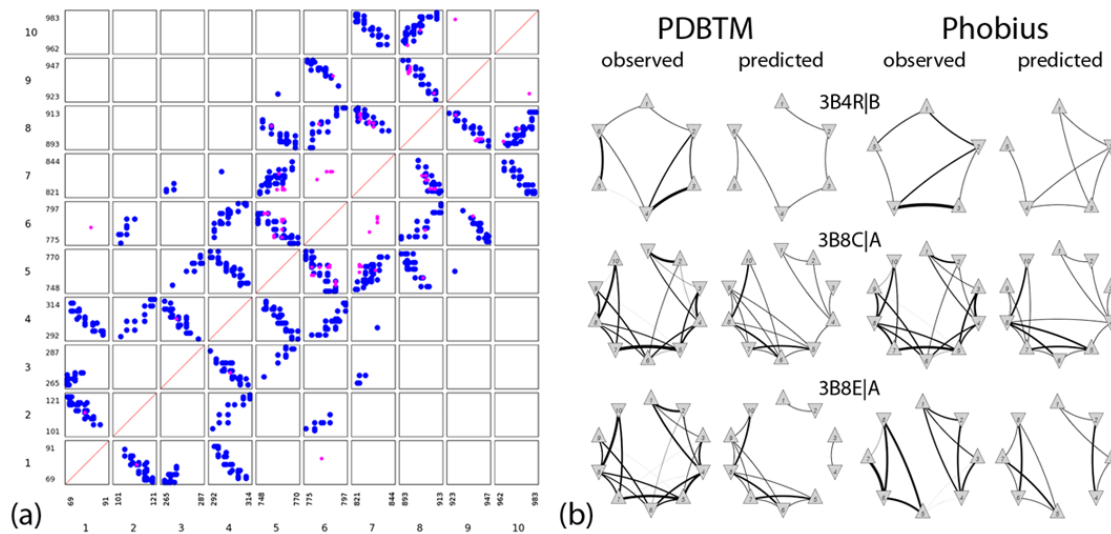 PDBTM Phobius
observed predicted observed predicted
3B4R|B
3B8C|A
3B8E|A
10 983 962
9 947 923
8 913 893
7 844 821
6 797 775
5 770 748
4 314 292
3 287 265
2 121 101
1 91 69
69 91 101 121 265 287 292 314 748 770 775 797 821 844 893 913 923 947 962 983
1 2 3 4 5 6 7 8 9 10
(a) (b)